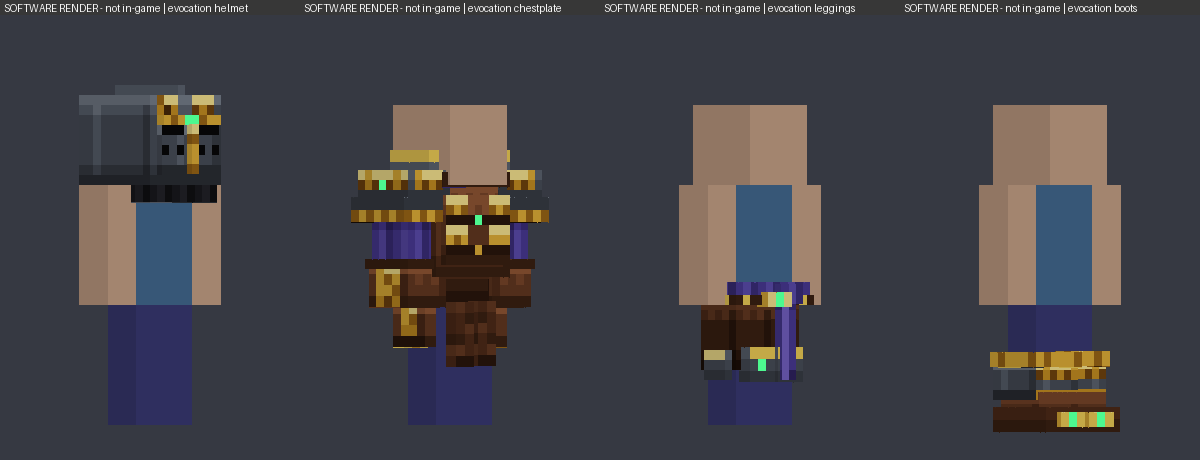 SOFTWARE RENDER - not in-game | evocation helmet
SOFTWARE RENDER - not in-game | evocation chestplate
SOFTWARE RENDER - not in-game | evocation leggings
SOFTWARE RENDER - not in-game | evocation boots